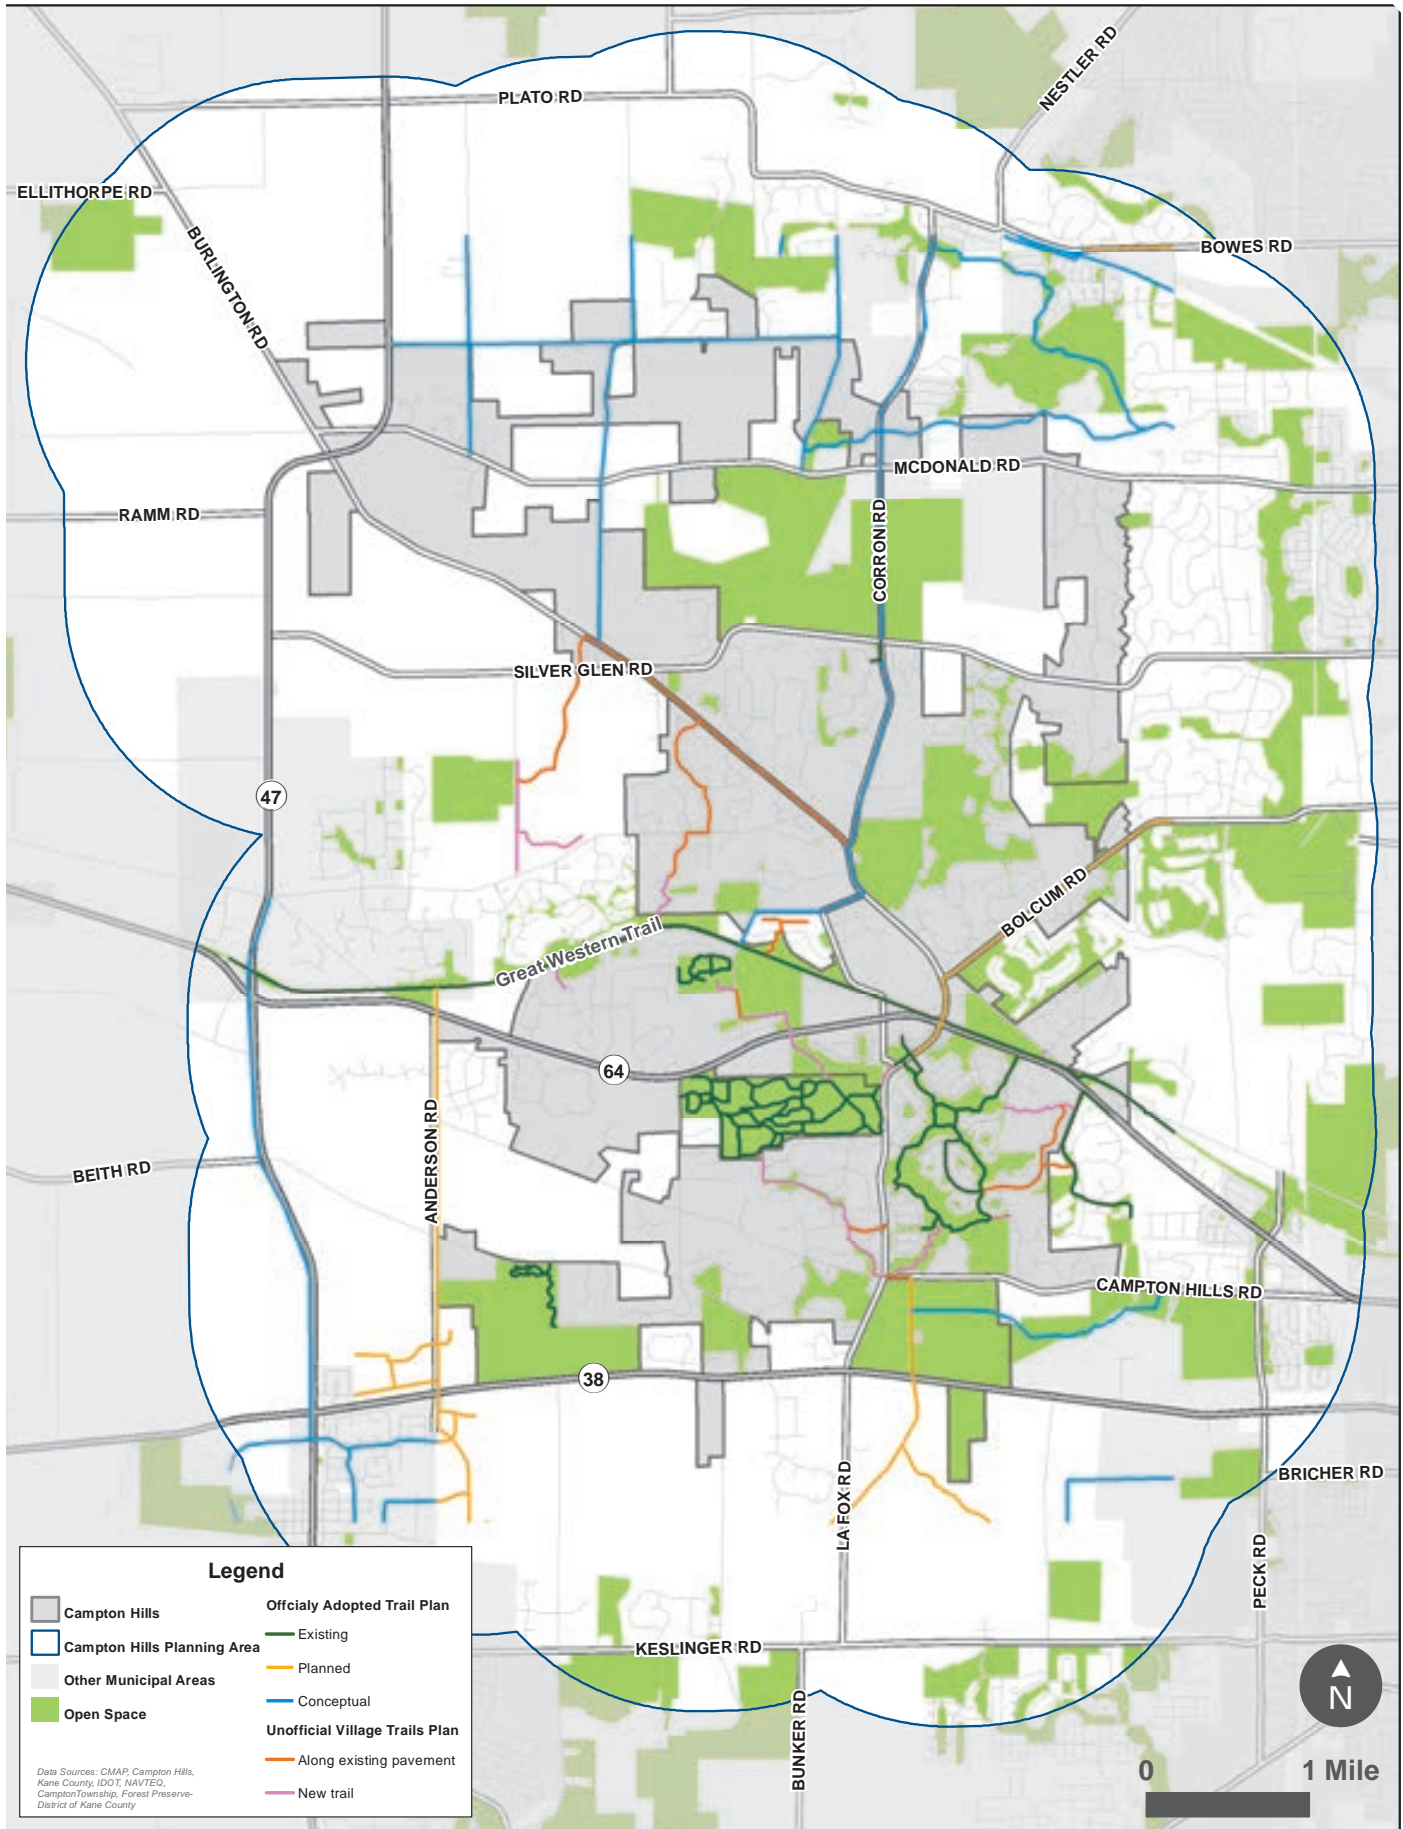 NESTLER RD
PLATO RD
ELLITHORPE RD
BURLINGTON RD
BOWES RD
MCDONALD RD
RAMM RD
CORRON RD
SILVER GLEN RD
47
BOLCUM RD
Great Western Trail
64
ANDERSON RD
BEITH RD
CAMPTON HILLS RD
38
LA FOX RD
BRICHER RD
PECK RD
KESLINGER RD
BUNKER RD
Legend
Campton Hills
Campton Hills Planning Area
Other Municipal Areas
Open Space
Data Sources: CMAP, Campton Hills,
Kane County, IDOT, NAVTEQ,
CamptonTownship, Forest Preserve-
District of Kane County
Offcialy Adopted Trail Plan
Existing
Planned
Conceptual
Unofficial Village Trails Plan
Along existing pavement
New trail
N
0 1 Mile